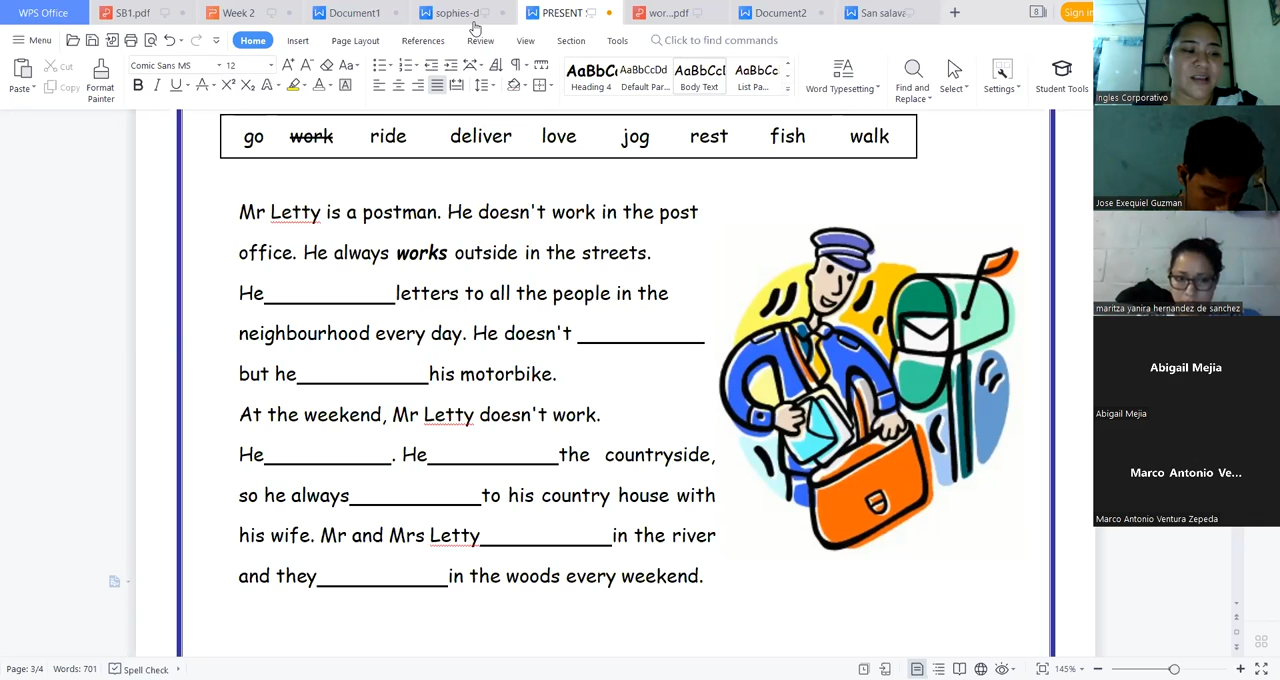 WPS Office SB1.pdf Week 2 Document1 sophies-d PRESENT S wor...pdf Document2 San salava Sign in
Menu Home Insert Page Layout References Review View Section Tools Click to find commands
Paste Cut Copy Format Painter Comic Sans MS 12 AaBbC Heading 4 AaBbCcDd Default Par... AaBbCcI Body Text AaBbCc List Pa... Word Typesetting Find and Replace Select Settings Student Tools
go work ride deliver love jog rest fish walk
Mr Letty is a postman. He doesn't work in the post
office. He always works outside in the streets.
He____________letters to all the people in the
neighbourhood every day. He doesn't ____________
but he____________his motorbike.
At the weekend, Mr Letty doesn't work.
He____________. He____________the countryside,
so he always____________to his country house with
his wife. Mr and Mrs Letty____________in the river
and they____________in the woods every weekend.
Ingles Corporativo
Jose Exequiel Guzman
maritza yanira hernandez de sanchez
Abigail Mejia
Abigail Mejia
Marco Antonio Ve...
Marco Antonio Ventura Zepeda
Page: 3/4 Words: 701 Spell Check 145%